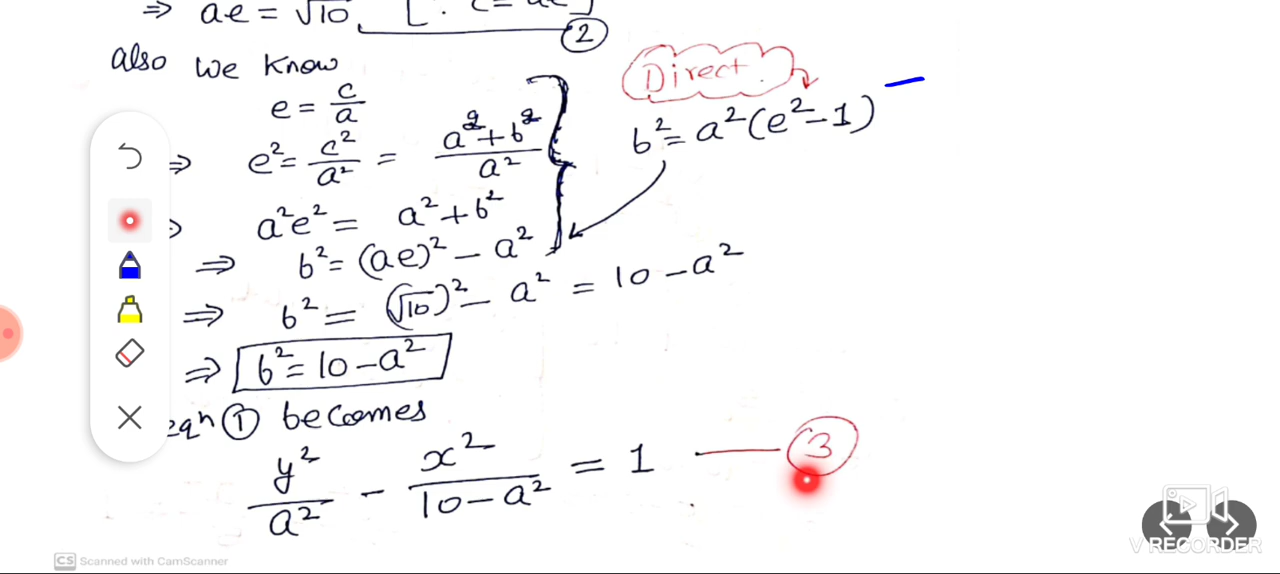 ⇒ ae = √10 [∵ c = ae]
②
also we know
Direct
e = c/a
b² = a²(e² − 1) –
⇒ e² = c²/a² = (a² + b²)/a²
⇒ a²e² = a² + b²
⇒ b² = (ae)² − a²
⇒ b² = (√10)² − a² = 10 − a²
⇒ b² = 10 − a²
eqn ① becomes
y²/a² − x²/(10 − a²) = 1 — ③
V RECORDER
CS Scanned with CamScanner